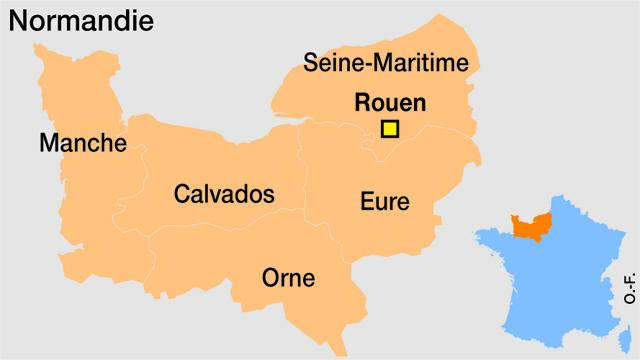 Normandie
Seine-Maritime
Rouen
Manche
Calvados
Eure
Orne
O.-F.